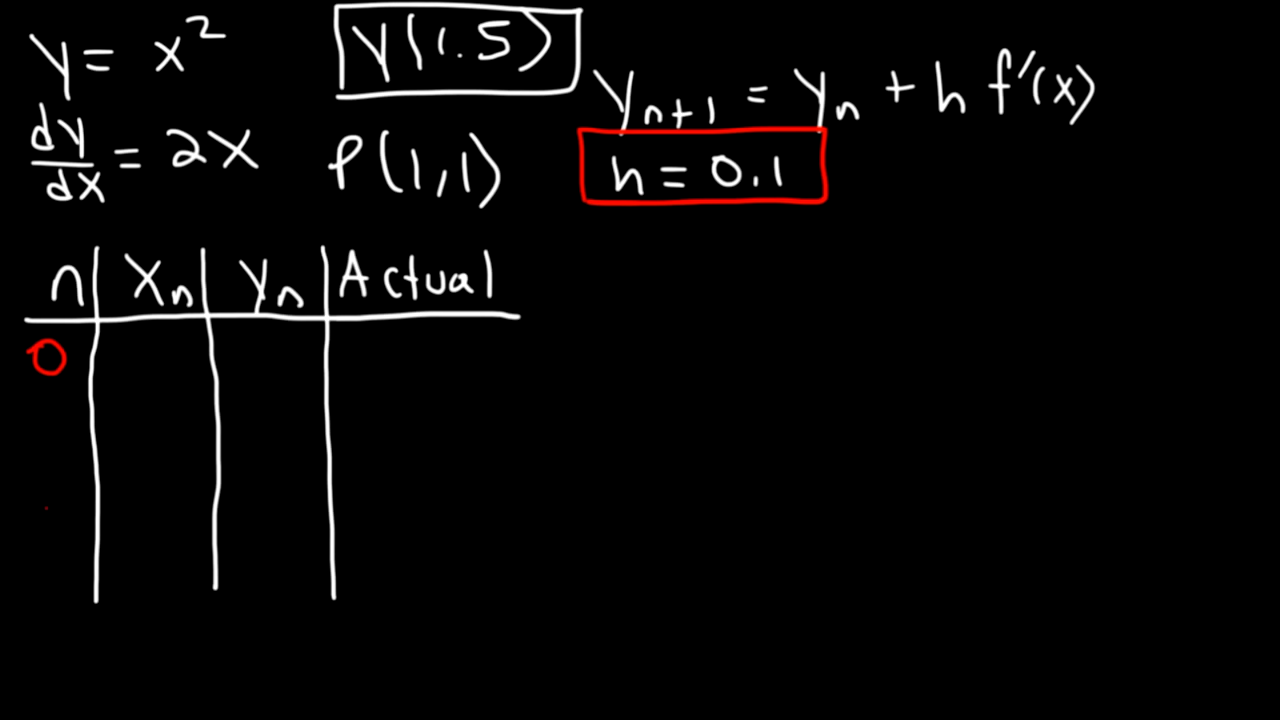 y = x² y(1.5)
yₙ₊₁ = yₙ + h f'(x)
dy/dx = 2x P(1,1) h = 0.1
n xₙ yₙ Actual
0